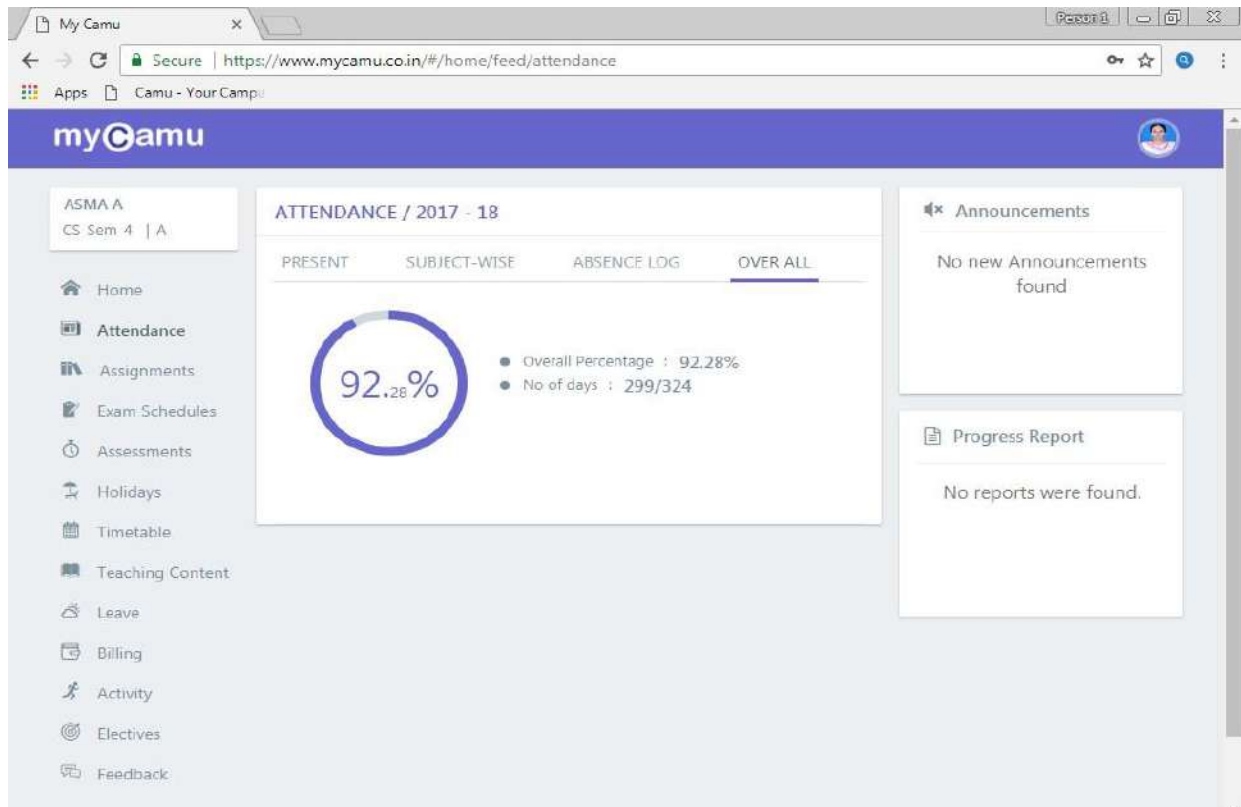 My Camu
Secure | https://www.mycamu.co.in/#/home/feed/attendance
Apps Camu - Your Camp
myCamu
ASMA A
CS Sem 4 | A
Home
Attendance
Assignments
Exam Schedules
Assessments
Holidays
Timetable
Teaching Content
Leave
Billing
Activity
Electives
Feedback
ATTENDANCE / 2017 - 18
PRESENT SUBJECT-WISE ABSENCE LOG OVER ALL
92.28%
Overall Percentage : 92.28%
No of days : 299/324
Announcements
No new Announcements
found
Progress Report
No reports were found.